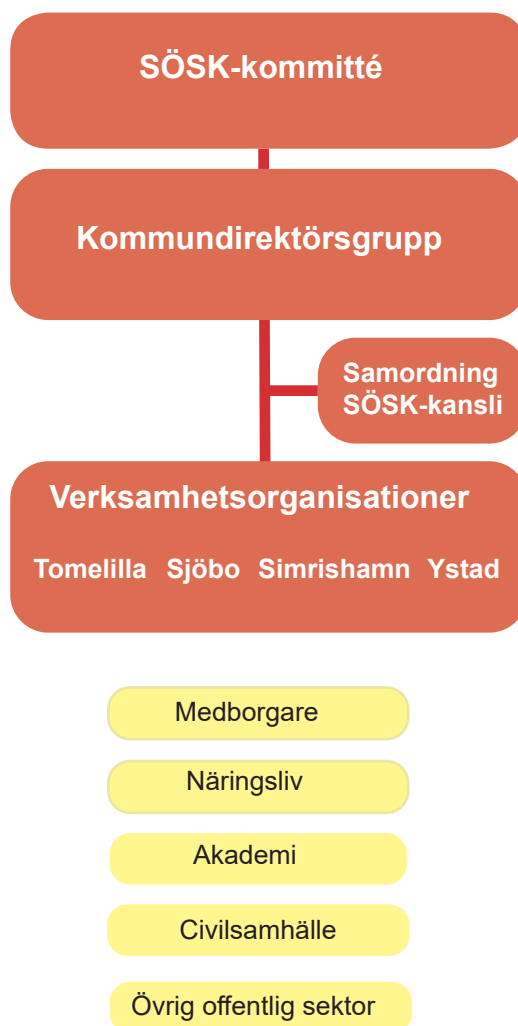 SÖSK-kommitté
Kommundirektörsgrupp
Samordning
SÖSK-kansli
Verksamhetsorganisationer
Tomelilla Sjöbo Simrishamn Ystad
Medborgare
Näringsliv
Akademi
Civilsamhälle
Övrig offentlig sektor